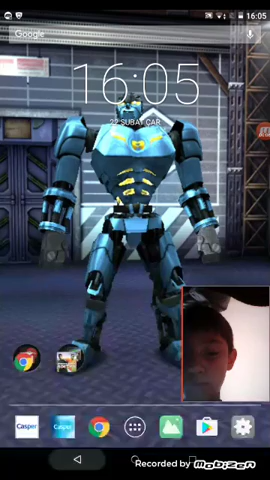 16:05
Google
16:05
22 ŞUBAT ÇAR
Casper
Casper
Recorded by MOBIZEN